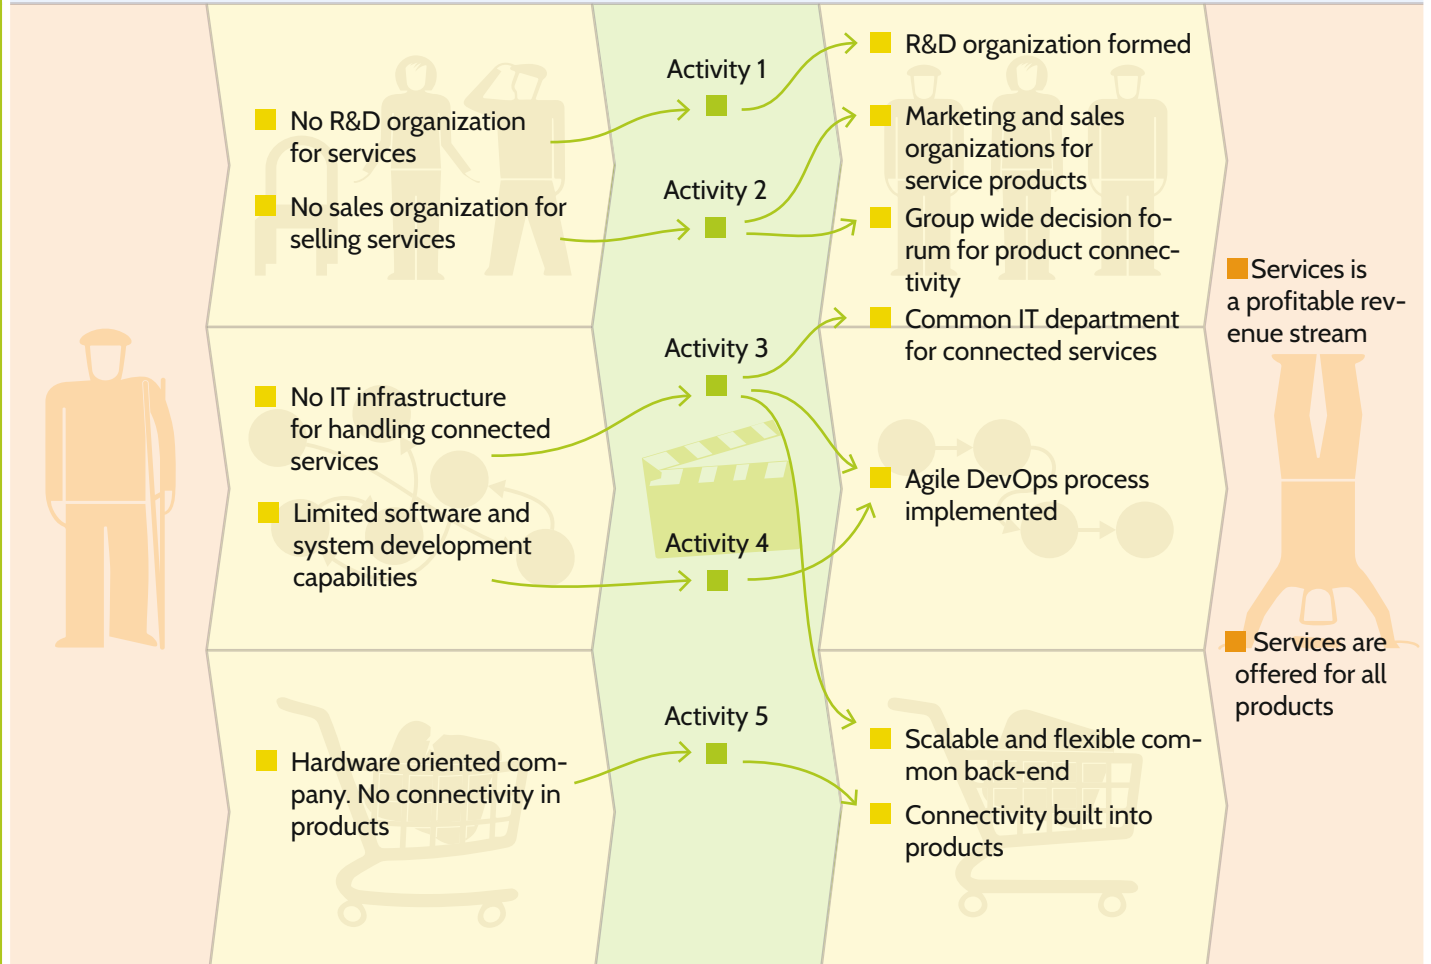 No R&D organization
for services
No sales organization for
selling services
No IT infrastructure
for handling connected
services
Limited software and
system development
capabilities
Hardware oriented com-
pany. No connectivity in
products
Activity 1
Activity 2
Activity 3
Activity 4
Activity 5
R&D organization formed
Marketing and sales
organizations for
service products
Group wide decision fo-
rum for product connec-
tivity
Common IT department
for connected services
Agile DevOps process
implemented
Scalable and flexible com-
mon back-end
Connectivity built into
products
Services is
a profitable rev-
enue stream
Services are
offered for all
products